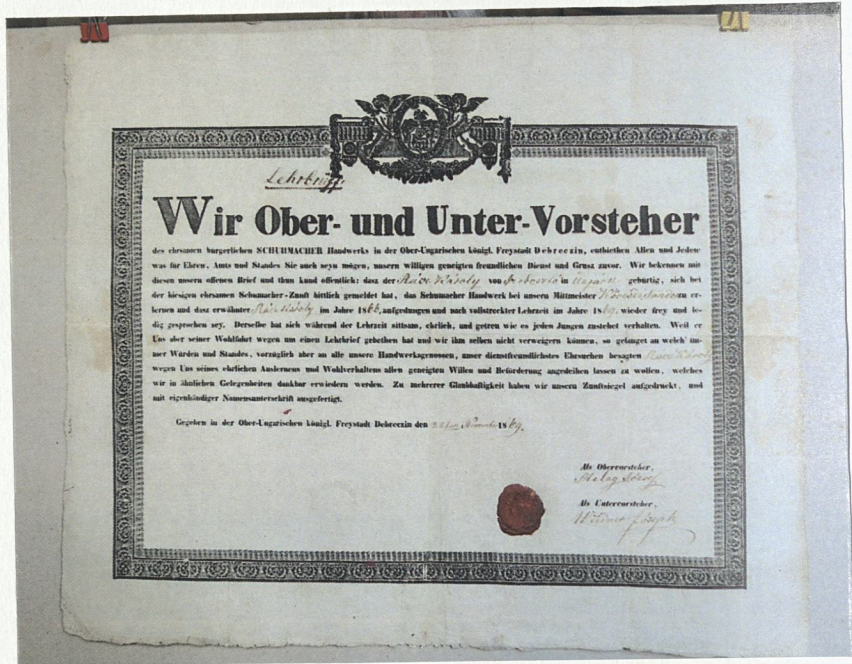 Lehrbrief.
Wir Ober- und Unter-Vorsteher
des ehrsamen bürgerlichen SCHUHMACHER Handwerks in der Ober-Ungarischen königl. Freystadt Debreczin, entbiethen Allen und Jedem
was für Ehren, Amts und Standes Sie auch seyn mögen, unsern willigen geneigten freundlichen Dienst und Grusz zuvor. Wir bekennen mit
diesen unsern offenen Brief und thun kund öffentlich: dasz der Rácz Károly von in Ungarn gebürtig, sich bei
der hiesigen ehrsamen Schumacher-Zunft bittlich gemeldet hat, das Schumacher Handwerk bei unsern Mittmeister zu er-
lernen und dasz erwähnter Rácz Károly im Jahre 1866, aufgedungen und nach vollstreckter Lehrzeit im Jahre 1869, wieder frey und le-
dig gesprochen sey. Derselbe hat sich während der Lehrzeit sittsam, ehrlich, und getreu wie es jeden Jungen zustehet verhalten. Weil er
Uns aber seiner Wohlfahrt wegen um einen Lehrbrief gebethen hat und wir ihm selben nicht verweigern können, so gelanget an welch' im-
mer Würden und Standes, vorzüglich aber an alle unsere Handwerksgenossen, unser dienstfreundlichstes Ehrsuchen besagten Rácz Károly
wegen Uns seines ehrlichen Auslernens und Wohlverhaltens allen geneigten Willen und Beförderung angedeihen lassen zu wollen, welches
wir in ähnlichen Gelegenheiten dankbar erwiedern werden. Zu mehrerer Glaubhaftigkeit haben wir unsern Zunftsiegel aufgedruckt, und
mit eigenhändiger Namensunterschrift ausgefertigt.
Gegeben in der Ober-Ungarischen königl. Freystadt Debreczin den 1869.
Als Obervorsteher,
Als Untervorsteher,
Joseph